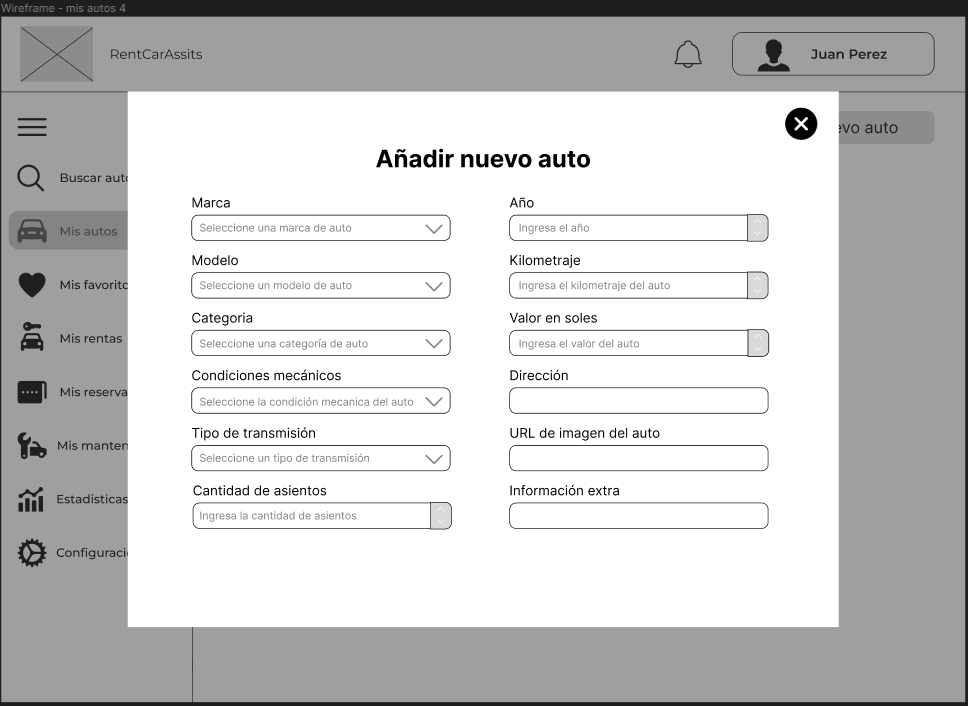 Wireframe - mis autos 4
RentCarAssits
Juan Perez
evo auto
Buscar auto
Mis autos
Mis favorito
Mis rentas
Mis reserva
Mis manten
Estadisticas
Configuraci
Añadir nuevo auto
Marca
Seleccione una marca de auto
Modelo
Seleccione un modelo de auto
Categoria
Seleccione una categoría de auto
Condiciones mecánicos
Seleccione la condición mecanica del auto
Tipo de transmisión
Seleccione un tipo de transmisión
Cantidad de asientos
Ingresa la cantidad de asientos
Año
Ingresa el año
Kilometraje
Ingresa el kilometraje del auto
Valor en soles
Ingresa el valor del auto
Dirección
URL de imagen del auto
Información extra